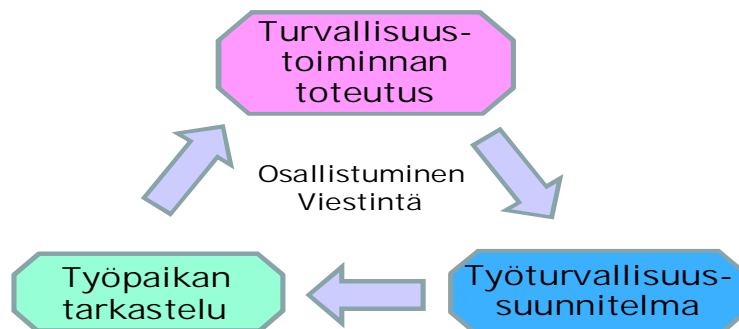 Turvallisuus-
toiminnan
toteutus
Osallistuminen
Viestintä
Työpaikan
tarkastelu
Työturvallisuus-
suunnitelma